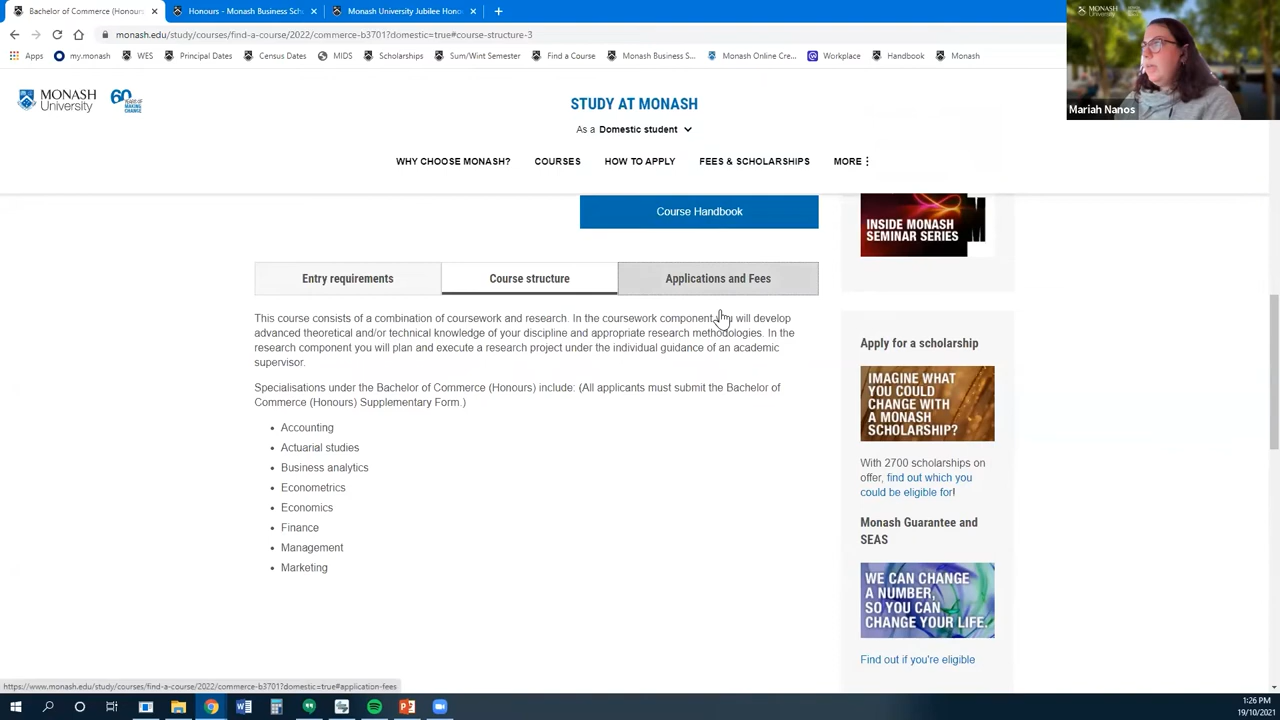 Bachelor of Commerce (Honours
Honours - Monash Business Sch
Monash University Jubilee Hono
monash.edu/study/courses/find-a-course/2022/commerce-b3701?domestic=true#course-structure-3
Apps
my.monash
WES
Principal Dates
Census Dates
MIDS
Scholarships
Sum/Wint Semester
Find a Course
Monash Business S...
Monash Online Cre...
Workplace
Handbook
Monash
MONASH University
Mariah Nanos
MONASH
University
60
STUDY AT MONASH
As a Domestic student
WHY CHOOSE MONASH?
COURSES
HOW TO APPLY
FEES & SCHOLARSHIPS
MORE
Course Handbook
INSIDE MONASH
SEMINAR SERIES
Entry requirements
Course structure
Applications and Fees
This course consists of a combination of coursework and research. In the coursework component, you will develop
advanced theoretical and/or technical knowledge of your discipline and appropriate research methodologies. In the
research component you will plan and execute a research project under the individual guidance of an academic
supervisor.
Specialisations under the Bachelor of Commerce (Honours) include: (All applicants must submit the Bachelor of
Commerce (Honours) Supplementary Form.)
• Accounting
• Actuarial studies
• Business analytics
• Econometrics
• Economics
• Finance
• Management
• Marketing
Apply for a scholarship
IMAGINE WHAT
YOU COULD
CHANGE WITH
A MONASH
SCHOLARSHIP?
With 2700 scholarships on
offer, find out which you
could be eligible for!
Monash Guarantee and
SEAS
WE CAN CHANGE
A NUMBER,
SO YOU CAN
CHANGE YOUR LIFE.
Find out if you're eligible
https://www.monash.edu/study/courses/find-a-course/2022/commerce-b3701?domestic=true#application-fees
1:26 PM
19/10/2021